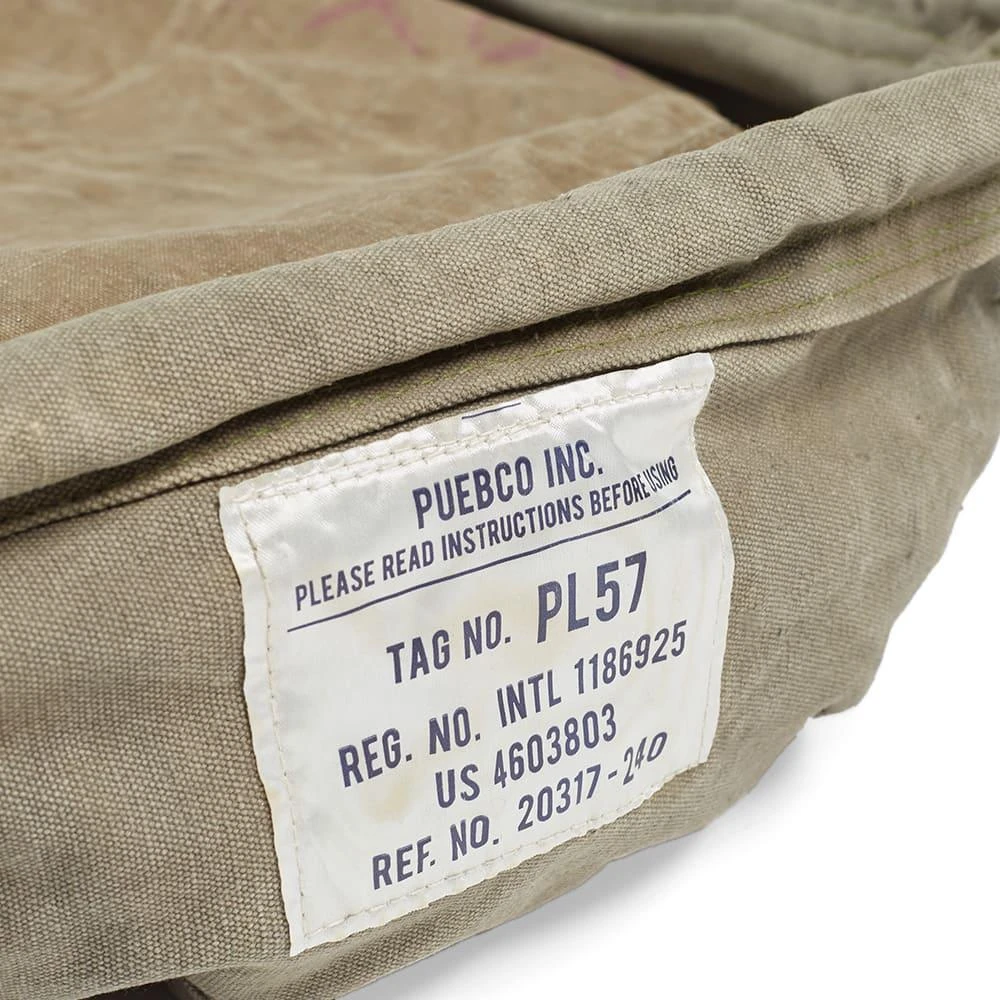 PUEBCO INC.
PLEASE READ INSTRUCTIONS BEFORE USING
TAG NO. PL57
REG. NO. INTL 1186925
US 4603803
REF. NO. 20317-240